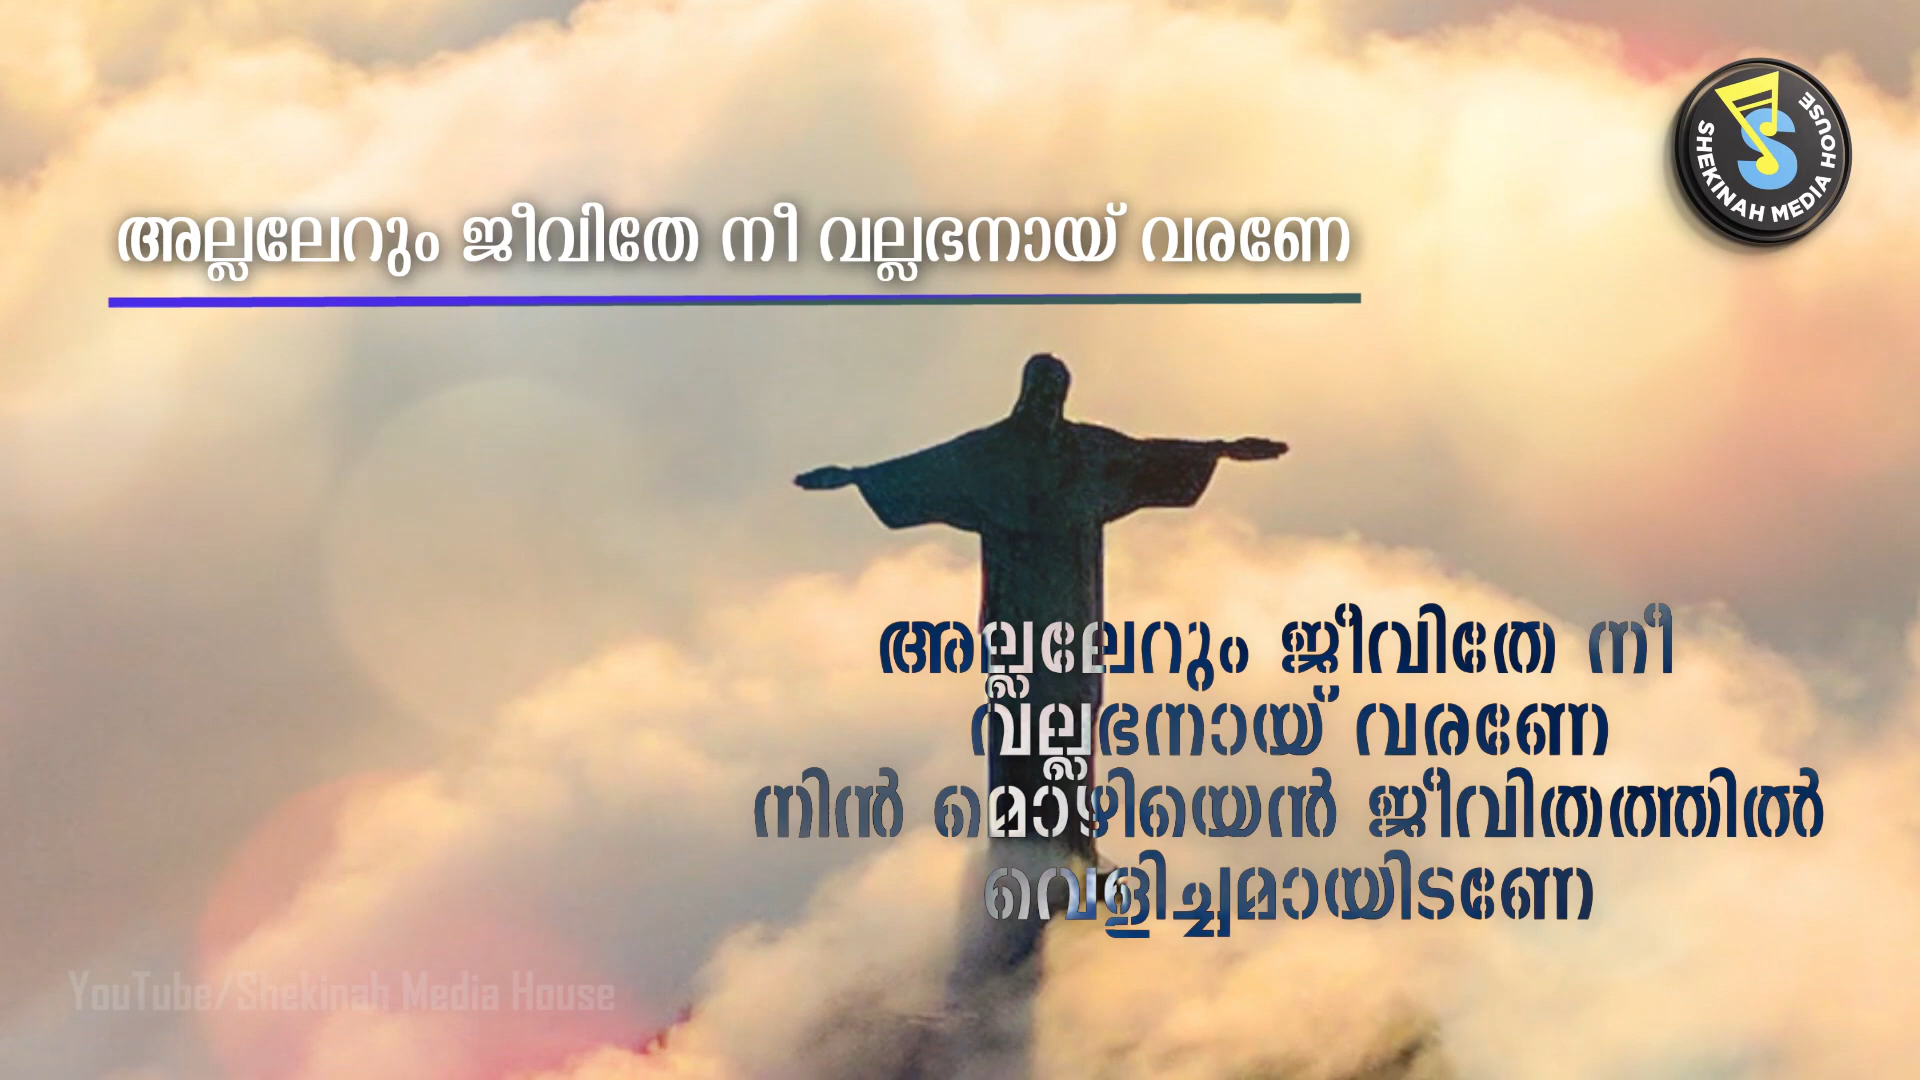 അല്ലലേറും ജീവിതേ നീ വല്ലഭനായ് വരണേ
SHEKINAH MEDIA HOUSE
അല്ലലേറും ജീവിതേ നീ
വല്ലഭനായ് വരണേ
നിൻ മൊഴിയെൻ ജീവിതത്തിൽ
വെളിച്ചമായിടണേ
YouTube/Shekinah Media House